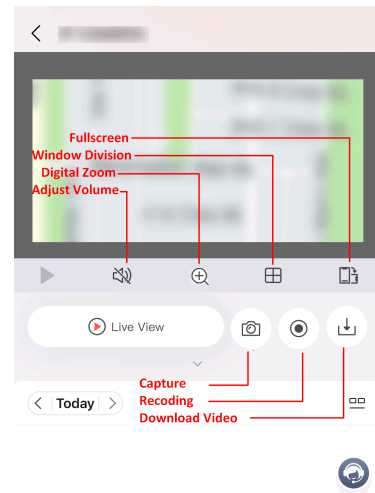 Fullscreen
Window Division
Digital Zoom
Adjust Volume
Live View
Capture
Recoding
Download Video
Today